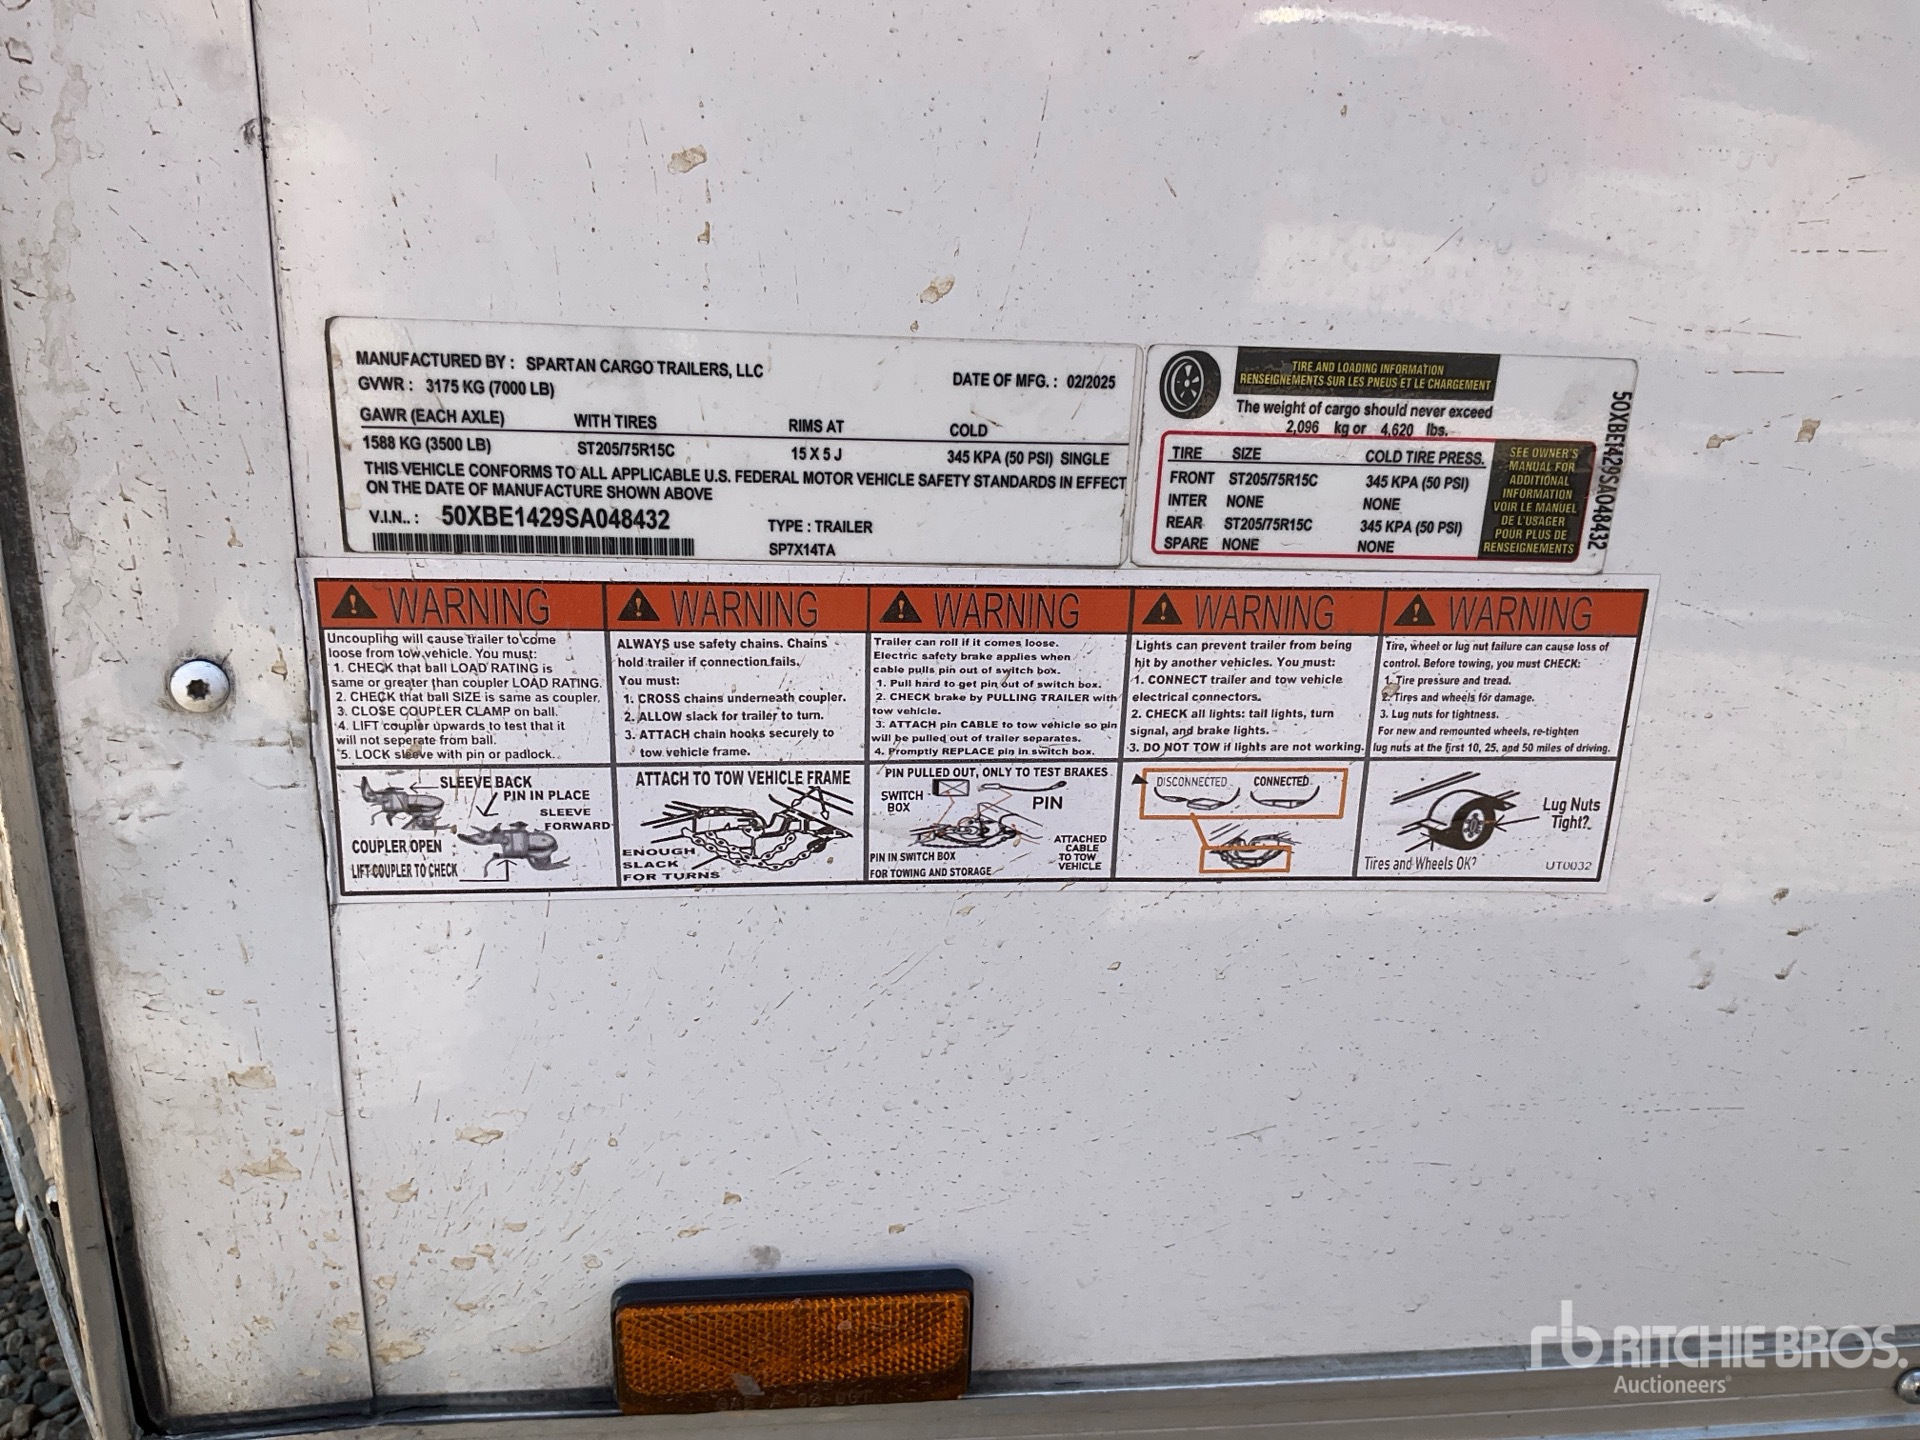 MANUFACTURED BY : SPARTAN CARGO TRAILERS, LLC
GVWR : 3175 KG (7000 LB)
DATE OF MFG. : 02/2025
GAWR (EACH AXLE) WITH TIRES RIMS AT COLD
1588 KG (3500 LB) ST205/75R15C 15 X 5 J 345 KPA (50 PSI) SINGLE
THIS VEHICLE CONFORMS TO ALL APPLICABLE U.S. FEDERAL MOTOR VEHICLE SAFETY STANDARDS IN EFFECT
ON THE DATE OF MANUFACTURE SHOWN ABOVE
V.I.N.. : 50XBE1429SA048432 TYPE : TRAILER
SP7X14TA
TIRE AND LOADING INFORMATION
RENSEIGNEMENTS SUR LES PNEUS ET LE CHARGEMENT
The weight of cargo should never exceed
2,096 kg or 4,620 lbs.
TIRE SIZE COLD TIRE PRESS.
FRONT ST205/75R15C 345 KPA (50 PSI)
INTER NONE NONE
REAR ST205/75R15C 345 KPA (50 PSI)
SPARE NONE NONE
SEE OWNER'S
MANUAL FOR
ADDITIONAL
INFORMATION
VOIR LE MANUEL
DE L'USAGER
POUR PLUS DE
RENSEIGNEMENTS
50XBE1429SA048432
WARNING
Uncoupling will cause trailer to come
loose from tow vehicle. You must:
1. CHECK that ball LOAD RATING is
same or greater than coupler LOAD RATING.
2. CHECK that ball SIZE is same as coupler.
3. CLOSE COUPLER CLAMP on ball.
4. LIFT coupler upwards to test that it
will not seperate from ball.
5. LOCK sleeve with pin or padlock.
SLEEVE BACK
PIN IN PLACE
SLEEVE
FORWARD
COUPLER OPEN
LIFT COUPLER TO CHECK
WARNING
ALWAYS use safety chains. Chains
hold trailer if connection fails.
You must:
1. CROSS chains underneath coupler.
2. ALLOW slack for trailer to turn.
3. ATTACH chain hooks securely to
tow vehicle frame.
ATTACH TO TOW VEHICLE FRAME
ENOUGH
SLACK
FOR TURNS
WARNING
Trailer can roll if it comes loose.
Electric safety brake applies when
cable pulls pin out of switch box.
1. Pull hard to get pin out of switch box.
2. CHECK brake by PULLING TRAILER with
tow vehicle.
3. ATTACH pin CABLE to tow vehicle so pin
will be pulled out of trailer separates.
4. Promptly REPLACE pin in switch box.
PIN PULLED OUT, ONLY TO TEST BRAKES
SWITCH
BOX
PIN
ATTACHED
CABLE
TO TOW
VEHICLE
PIN IN SWITCH BOX
FOR TOWING AND STORAGE
WARNING
Lights can prevent trailer from being
hit by another vehicles. You must:
1. CONNECT trailer and tow vehicle
electrical connectors.
2. CHECK all lights: tail lights, turn
signal, and brake lights.
3. DO NOT TOW if lights are not working.
DISCONNECTED CONNECTED
WARNING
Tire, wheel or lug nut failure can cause loss of
control. Before towing, you must CHECK:
1. Tire pressure and tread.
2. Tires and wheels for damage.
3. Lug nuts for tightness.
For new and remounted wheels, re-tighten
lug nuts at the first 10, 25, and 50 miles of driving.
Lug Nuts
Tight?
Tires and Wheels OK?
UT0032
rb RITCHIE BROS.
Auctioneers